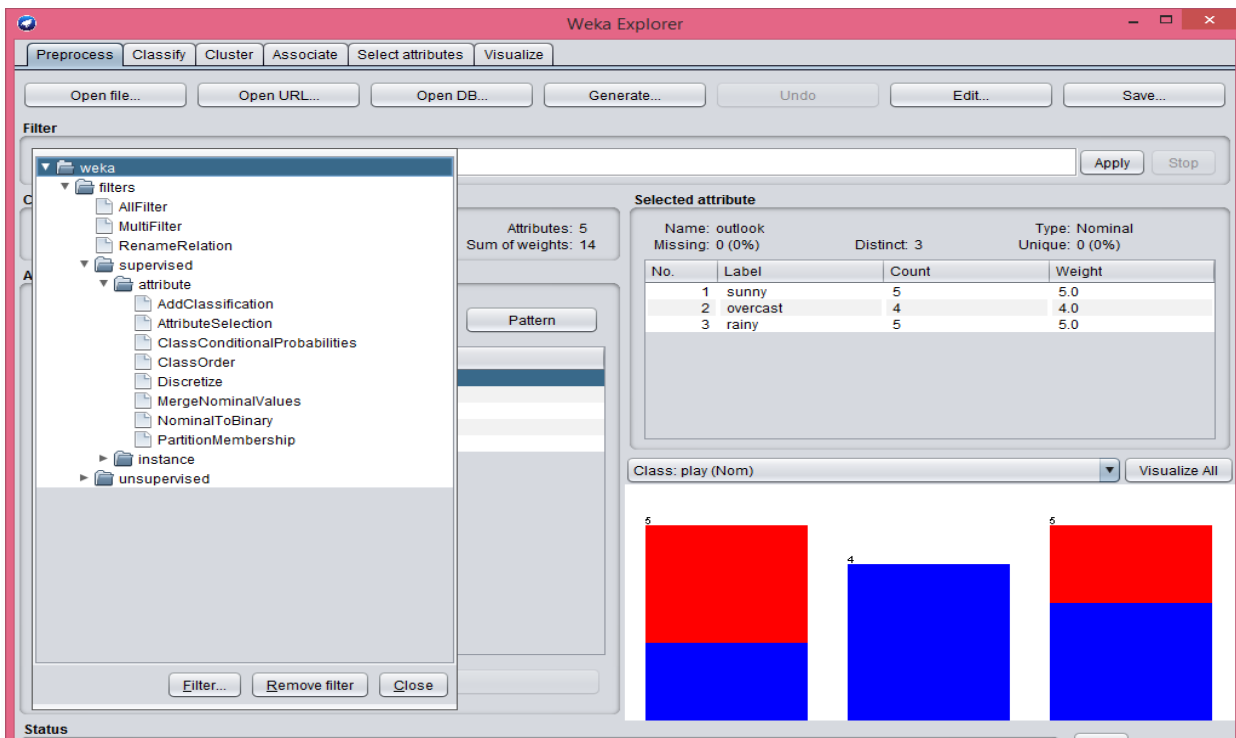 Weka Explorer
Preprocess Classify Cluster Associate Select attributes Visualize
Open file... Open URL... Open DB... Generate... Undo Edit... Save...
Filter
Apply Stop
weka
filters
AllFilter
MultiFilter
RenameRelation
supervised
attribute
AddClassification
AttributeSelection
ClassConditionalProbabilities
ClassOrder
Discretize
MergeNominalValues
NominalToBinary
PartitionMembership
instance
unsupervised
Filter... Remove filter Close
C
A
Attributes: 5
Sum of weights: 14
Pattern
Selected attribute
Name: outlook Type: Nominal
Missing: 0 (0%) Distinct: 3 Unique: 0 (0%)
No. Label Count Weight
1 sunny 5 5.0
2 overcast 4 4.0
3 rainy 5 5.0
Class: play (Nom) Visualize All
5 4 5
Status